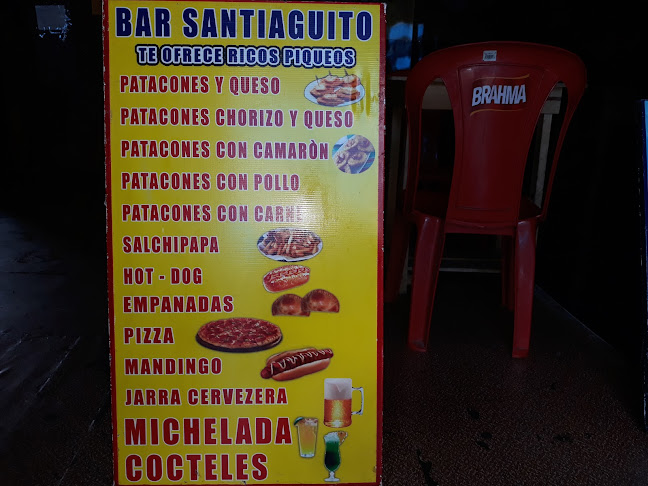 BAR SANTIAGUITO
TE OFRECE RICOS PIQUEOS
PATACONES Y QUESO
PATACONES CHORIZO Y QUESO
PATACONES CON CAMARÒN
PATACONES CON POLLO
PATACONES CON CARNE
SALCHIPAPA
HOT - DOG
EMPANADAS
PIZZA
MANDINGO
JARRA CERVEZERA
MICHELADA
COCTELES
BRAHMA